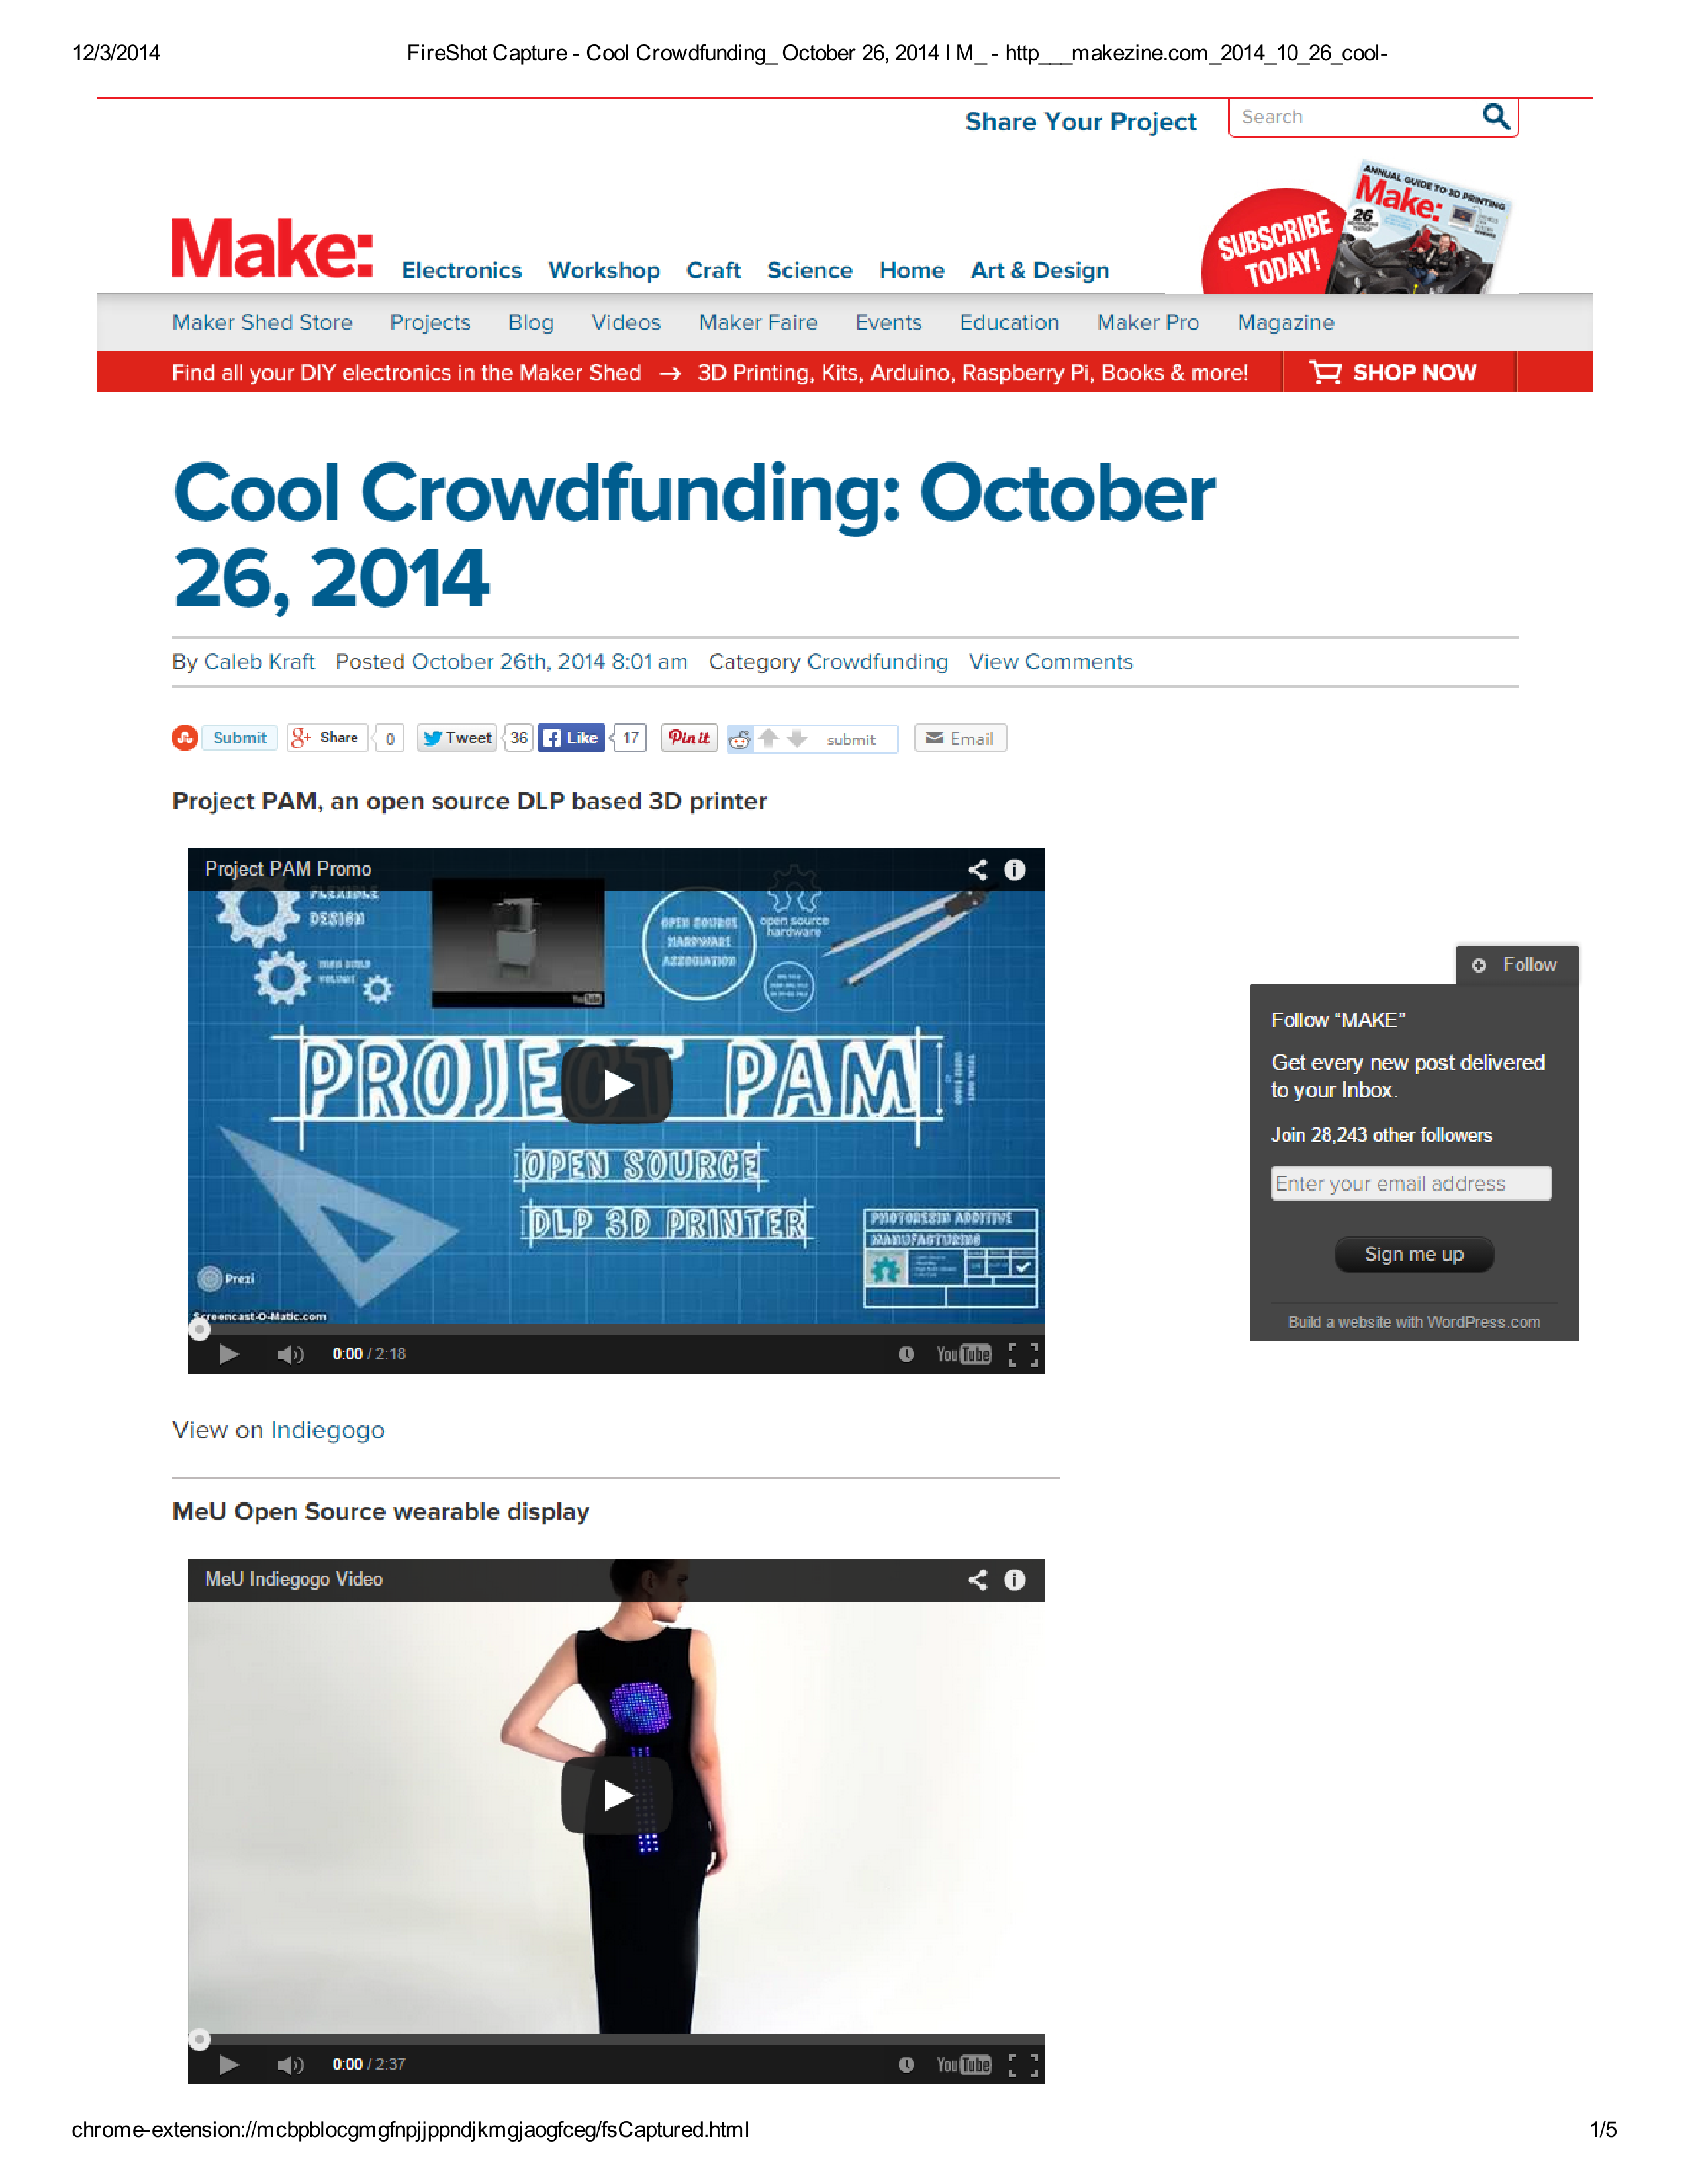 12/3/2014
FireShot Capture - Cool Crowdfunding_ October 26, 2014 I M_ - http___makezine.com_2014_10_26_cool-
Share Your Project
Search
ANNUAL GUIDE TO 3D PRINTING
Make:
26
SUBSCRIBE
TODAY!
Make:
Electronics Workshop Craft Science Home Art & Design
Maker Shed Store Projects Blog Videos Maker Faire Events Education Maker Pro Magazine
Find all your DIY electronics in the Maker Shed → 3D Printing, Kits, Arduino, Raspberry Pi, Books & more! SHOP NOW
Cool Crowdfunding: October
26, 2014
By Caleb Kraft Posted October 26th, 2014 8:01 am Category Crowdfunding View Comments
Submit Share 0 Tweet 36 Like 17 Pin it submit Email
Project PAM, an open source DLP based 3D printer
Project PAM Promo
FLEXIBLE
DESIGN
OPEN SOURCE
HARDWARE
ASSOCIATION
open source
hardware
YouTube
PROJECT PAM
OPEN SOURCE
DLP 3D PRINTER
PHOTORESIN ADDITIVE
MANUFACTURING
Prezi
Screencast-O-Matic.com
0:00 / 2:18
YouTube
Follow
Follow “MAKE”
Get every new post delivered
to your Inbox.
Join 28,243 other followers
Enter your email address
Sign me up
Build a website with WordPress.com
View on Indiegogo
MeU Open Source wearable display
MeU Indiegogo Video
0:00 / 2:37
YouTube
chrome-extension://mcbpblocgmgfnpjjppndjkmgjaogfceg/fsCaptured.html
1/5